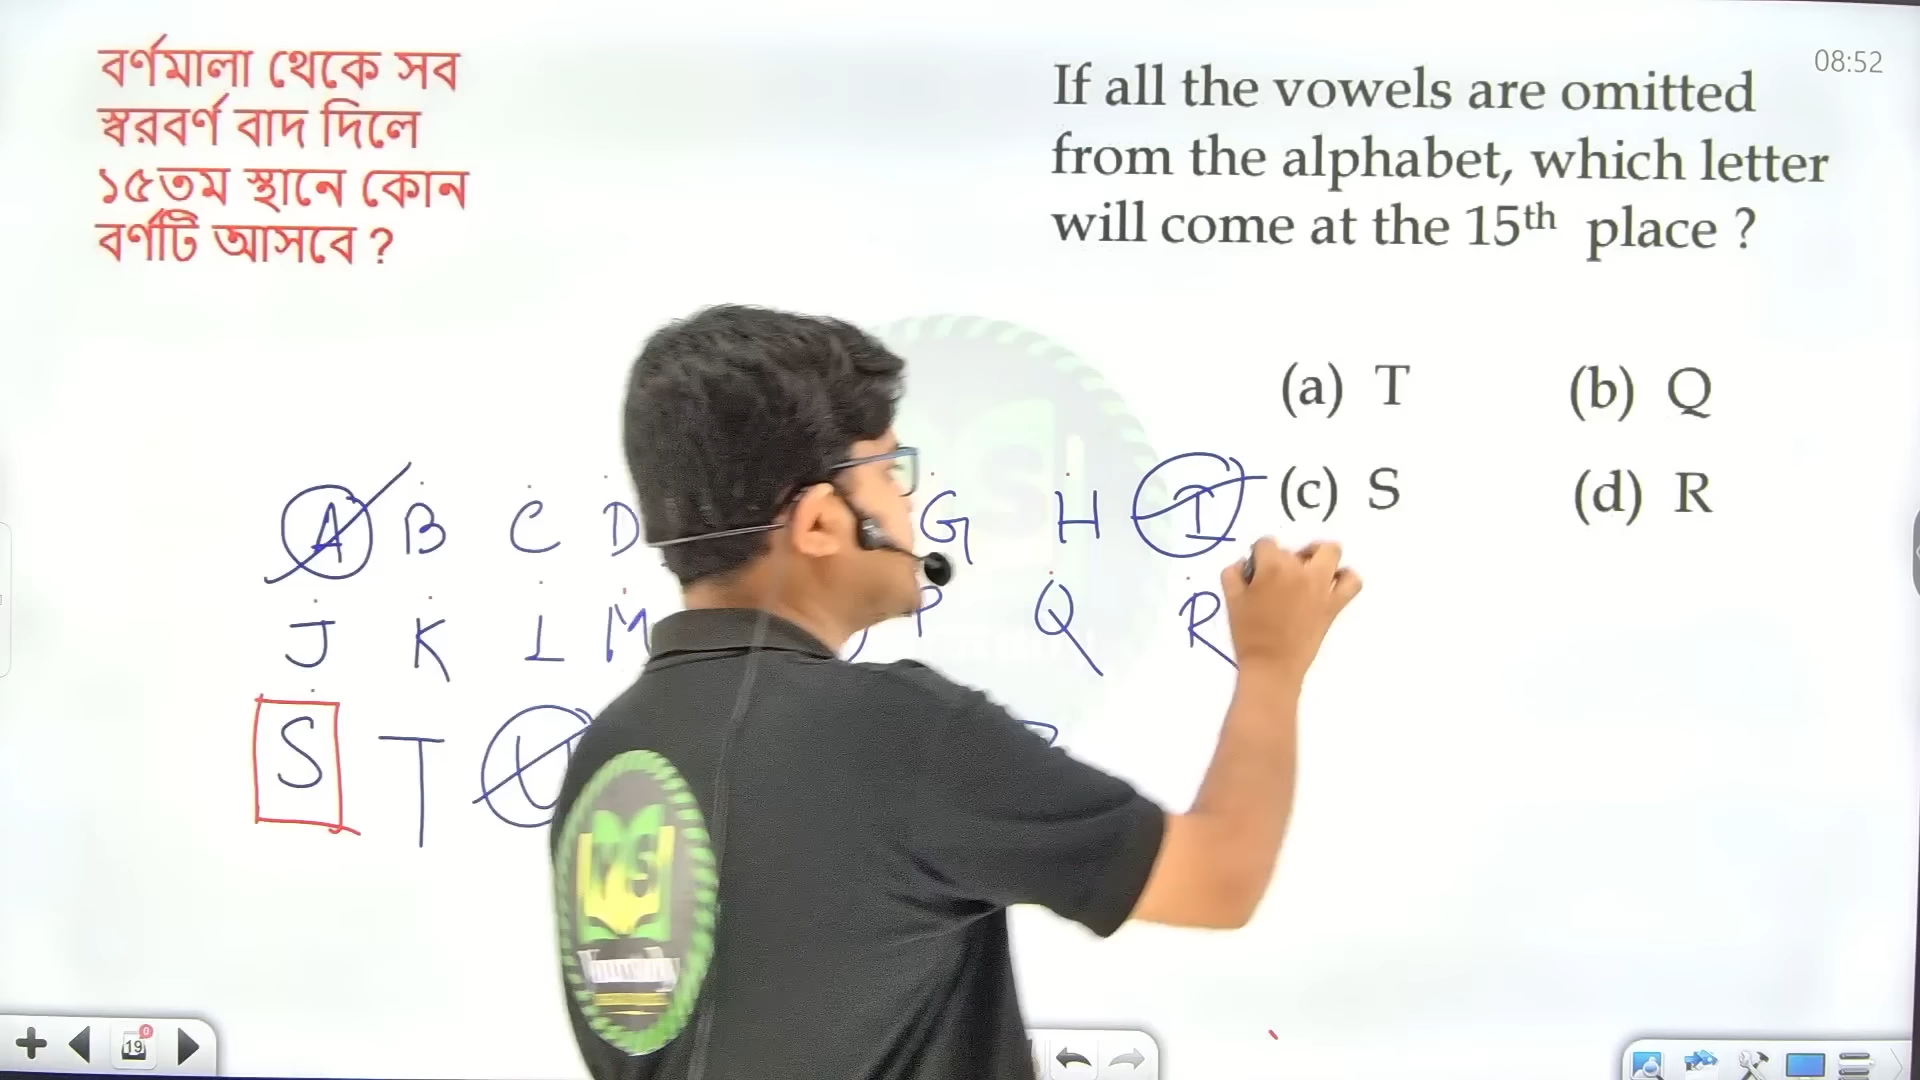 বর্ণমালা থেকে সব
স্বরবর্ণ বাদ দিলে
১৫তম স্থানে কোন
বর্ণটি আসবে ?
08:52
If all the vowels are omitted
from the alphabet, which letter
will come at the 15th place ?
(a) T (b) Q
(c) S (d) R
A B C D G H I
J K L M P Q R
S T U
19